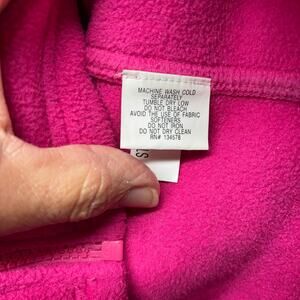 MACHINE WASH COLD
SEPARATELY
TUMBLE DRY LOW
DO NOT BLEACH
AVOID THE USE OF FABRIC
SOFTENERS
DO NOT IRON
DO NOT DRY CLEAN
RN# 134578